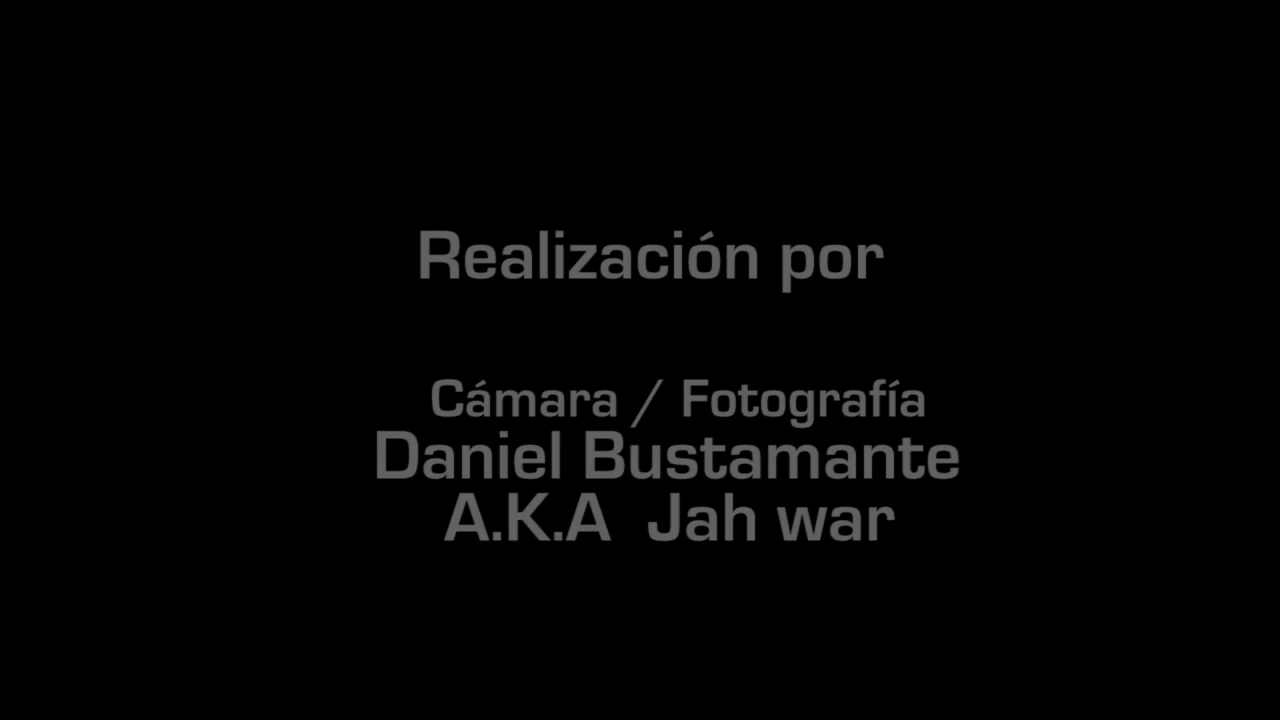 Realización por
Cámara / Fotografía
Daniel Bustamante
A.K.A Jah war